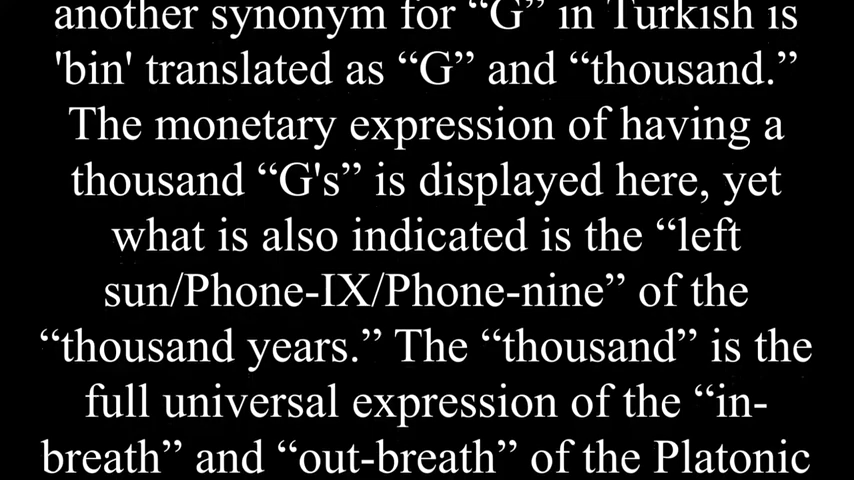 another synonym for “G” in Turkish is
'bin' translated as “G” and “thousand.”
The monetary expression of having a
thousand “G's” is displayed here, yet
what is also indicated is the “left
sun/Phone-IX/Phone-nine” of the
“thousand years.” The “thousand” is the
full universal expression of the “in-
breath” and “out-breath” of the Platonic